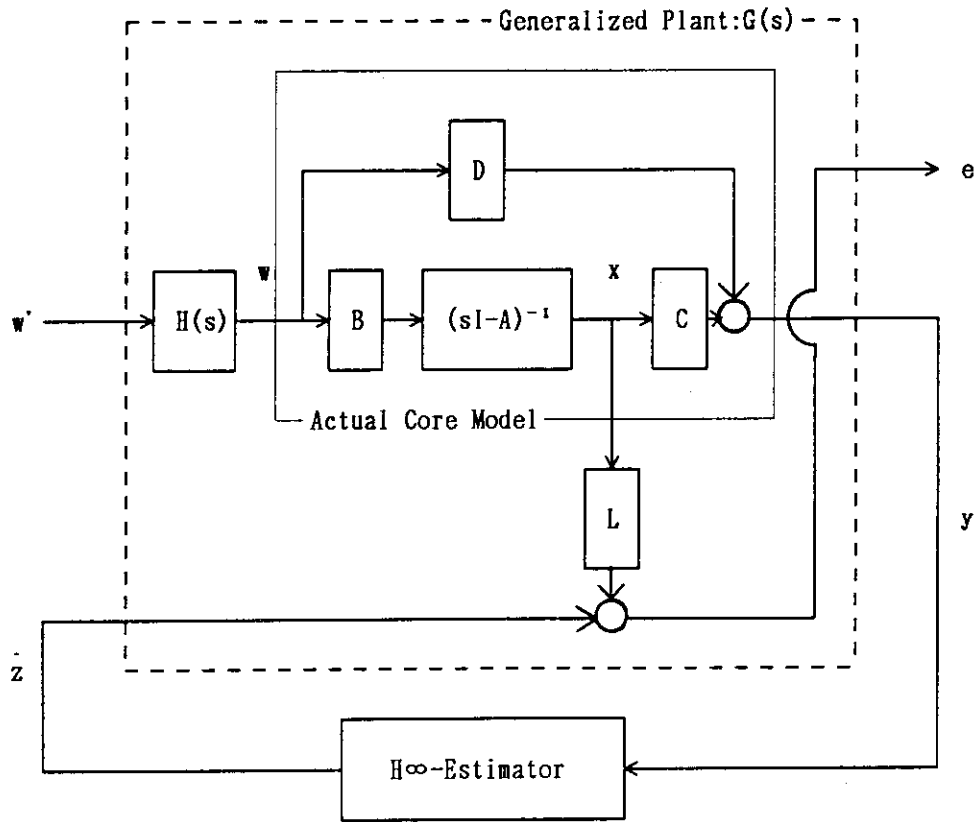 Generalized Plant:G(s)
D
e
w'
H(s)
w
B
(sI-A)⁻¹
x
C
Actual Core Model
L
y
ẑ
H∞-Estimator